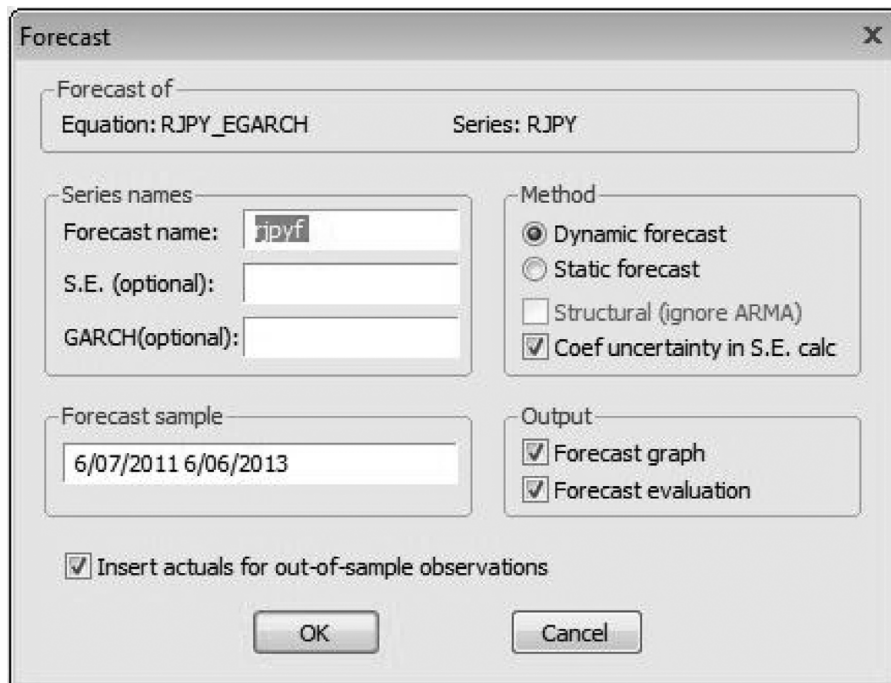 Forecast
X
Forecast of
Equation: RJPY_EGARCH
Series: RJPY
Series names
Forecast name: rjpyf
S.E. (optional):
GARCH(optional):
Method
Dynamic forecast
Static forecast
Structural (ignore ARMA)
Coef uncertainty in S.E. calc
Forecast sample
6/07/2011 6/06/2013
Output
Forecast graph
Forecast evaluation
Insert actuals for out-of-sample observations
OK
Cancel